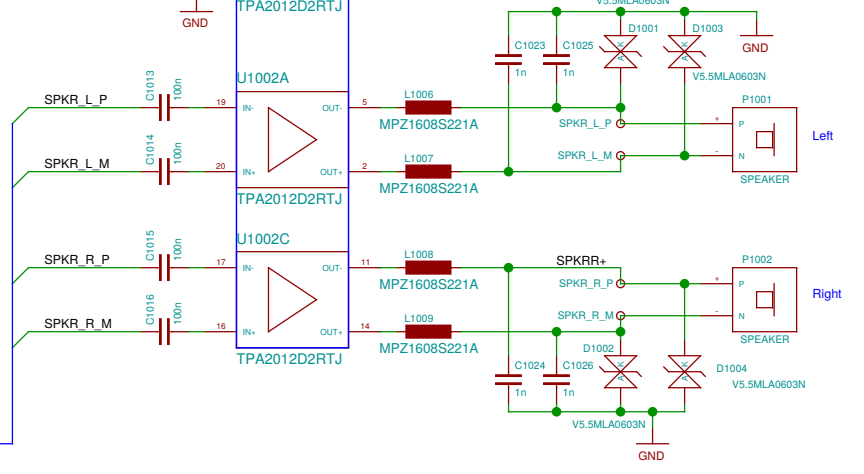 V5.5MLA0603N
TPA2012D2RTJ
GND
D1001
D1003
GND
C1023
C1025
1n
1n
V5.5MLA0603N
U1002A
C1013
100n
SPKR_L_P
19
IN-
OUT-
5
L1006
MPZ1608S221A
P1001
SPKR_L_P
+
P
Left
C1014
100n
SPKR_L_M
20
IN+
OUT+
2
L1007
MPZ1608S221A
SPKR_L_M
-
N
SPEAKER
TPA2012D2RTJ
U1002C
C1015
100n
SPKR_R_P
17
IN-
OUT-
11
L1008
MPZ1608S221A
SPKRR+
P1002
SPKR_R_P
+
P
Right
C1016
100n
SPKR_R_M
16
IN+
OUT+
14
L1009
MPZ1608S221A
SPKR_R_M
-
N
SPEAKER
TPA2012D2RTJ
D1002
C1024
C1026
D1004
1n
1n
V5.5MLA0603N
V5.5MLA0603N
GND